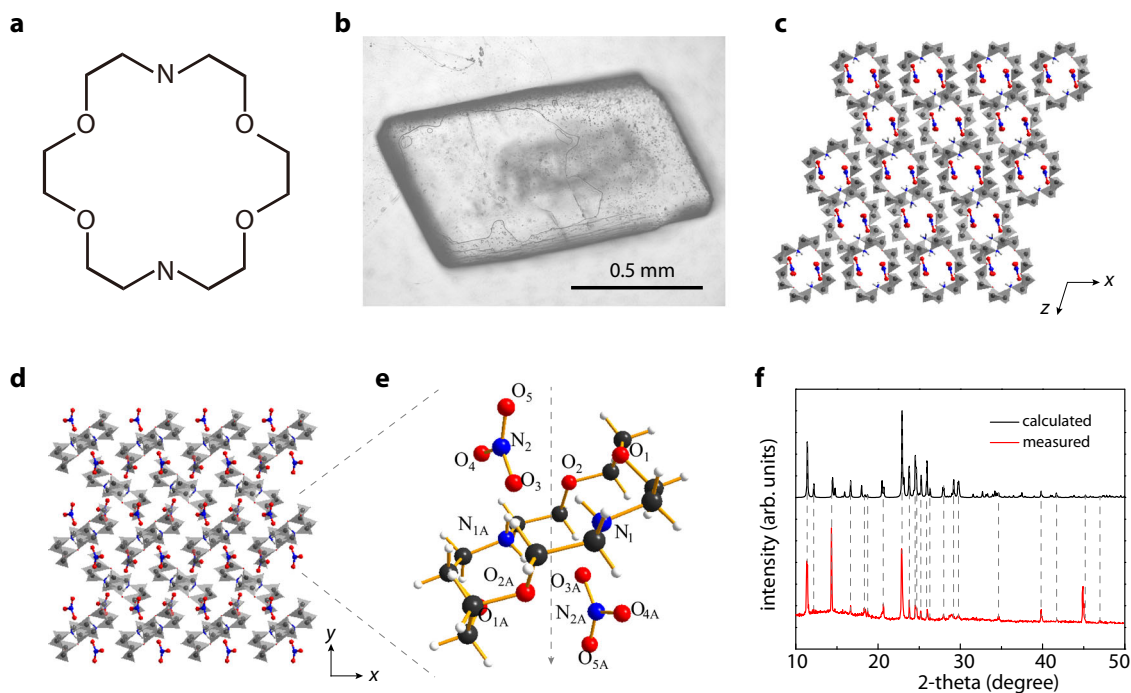 a
N
O
O
O
O
N
b
0.5 mm
c
x
z
d
y
x
e
O5
N2
O4
O3
O2
O1
N1A
N1
O2A
O3A
O1A
N2A
O4A
O5A
f
calculated
measured
intensity (arb. units)
10
20
30
40
50
2-theta (degree)